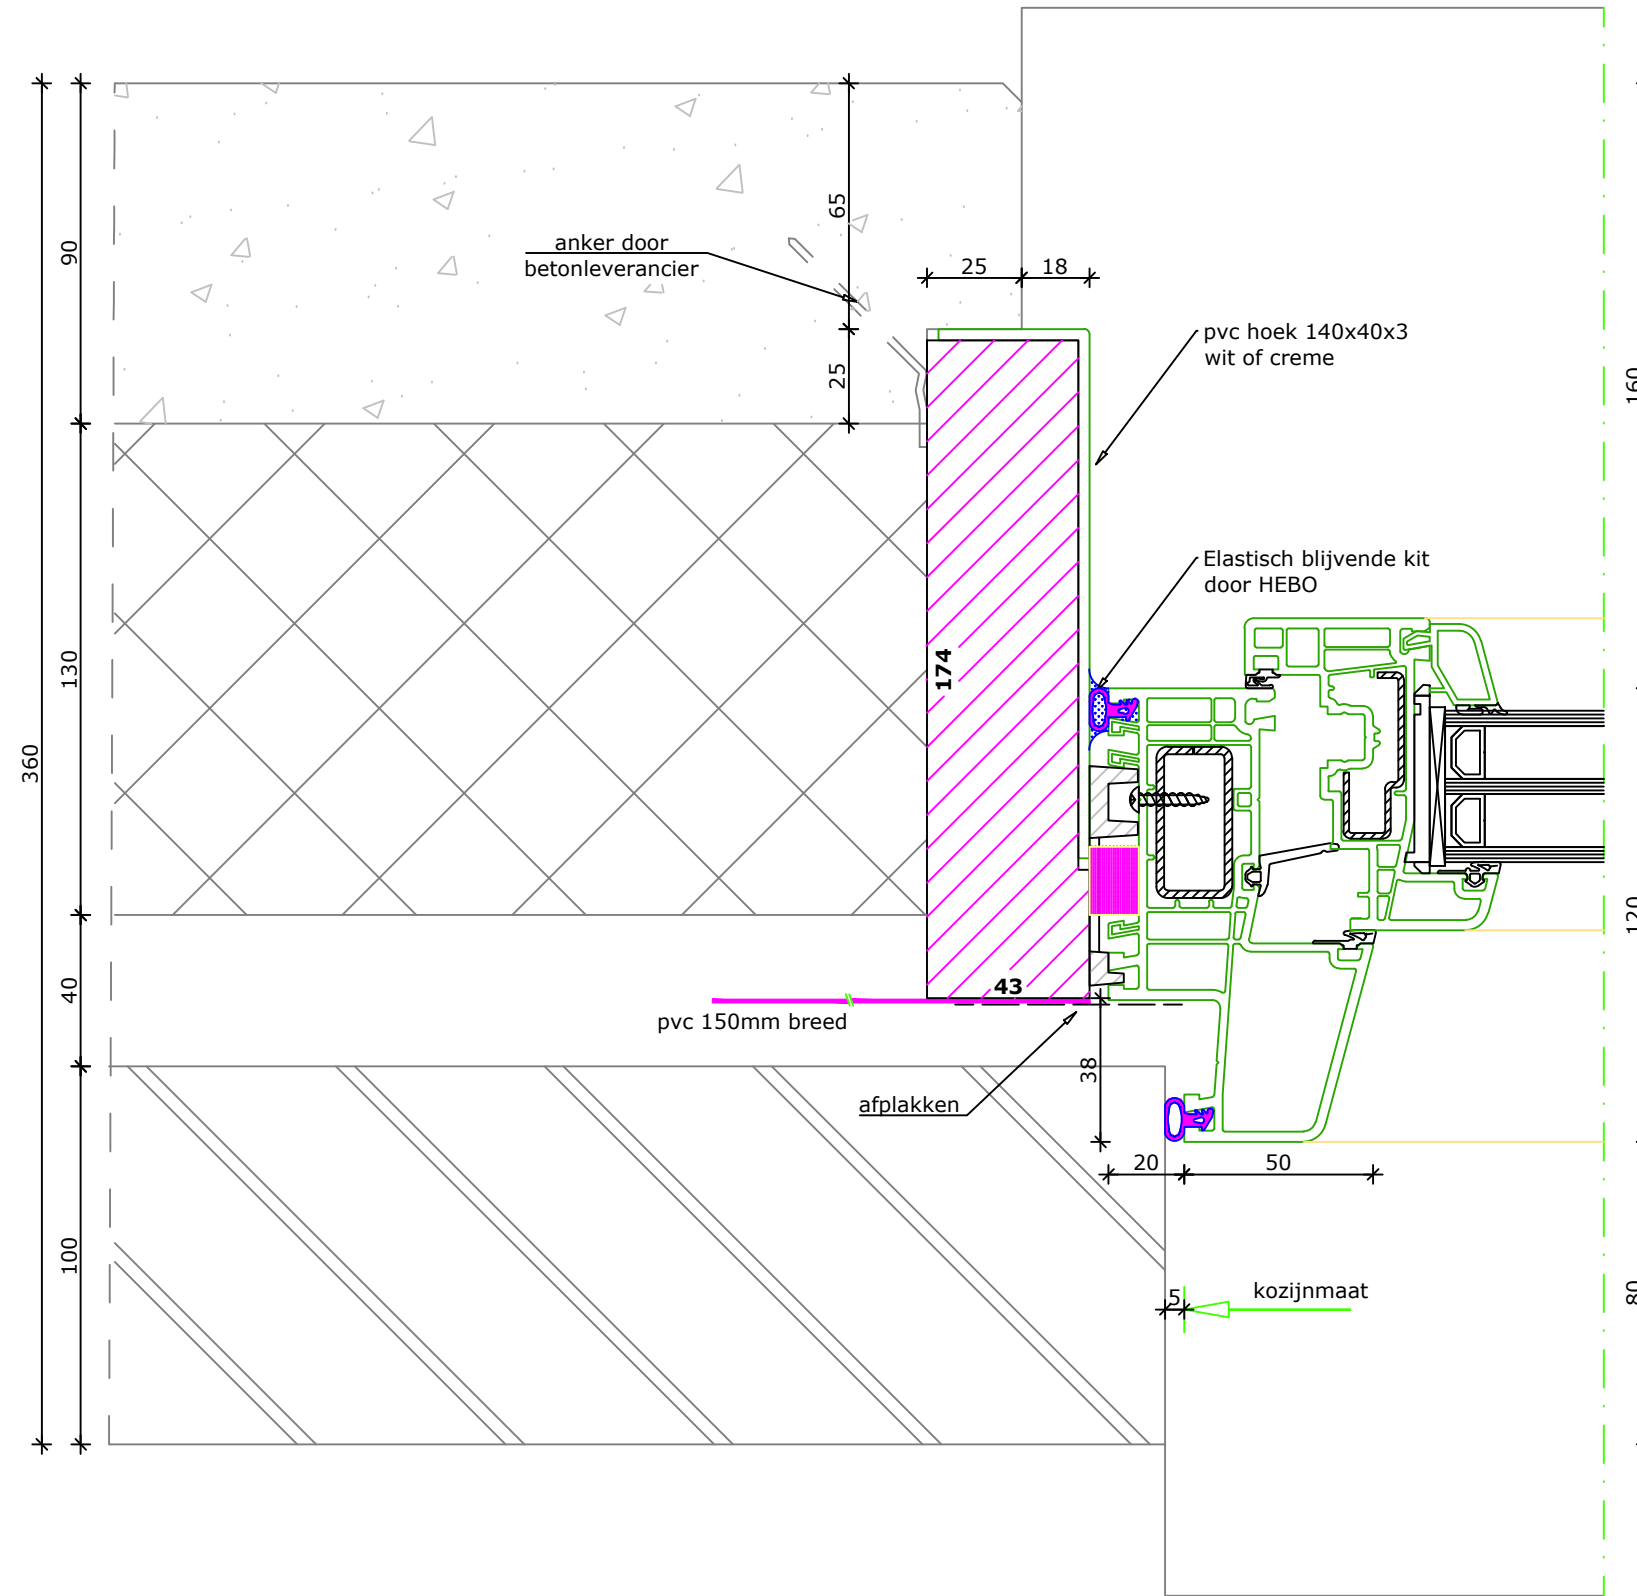 65
90
anker door
betonleverancier
25
18
pvc hoek 140x40x3
wit of creme
25
160
Elastisch blijvende kit
door HEBO
174
130
360
120
40
43
pvc 150mm breed
38
afplakken
20
50
100
5
kozijnmaat
80